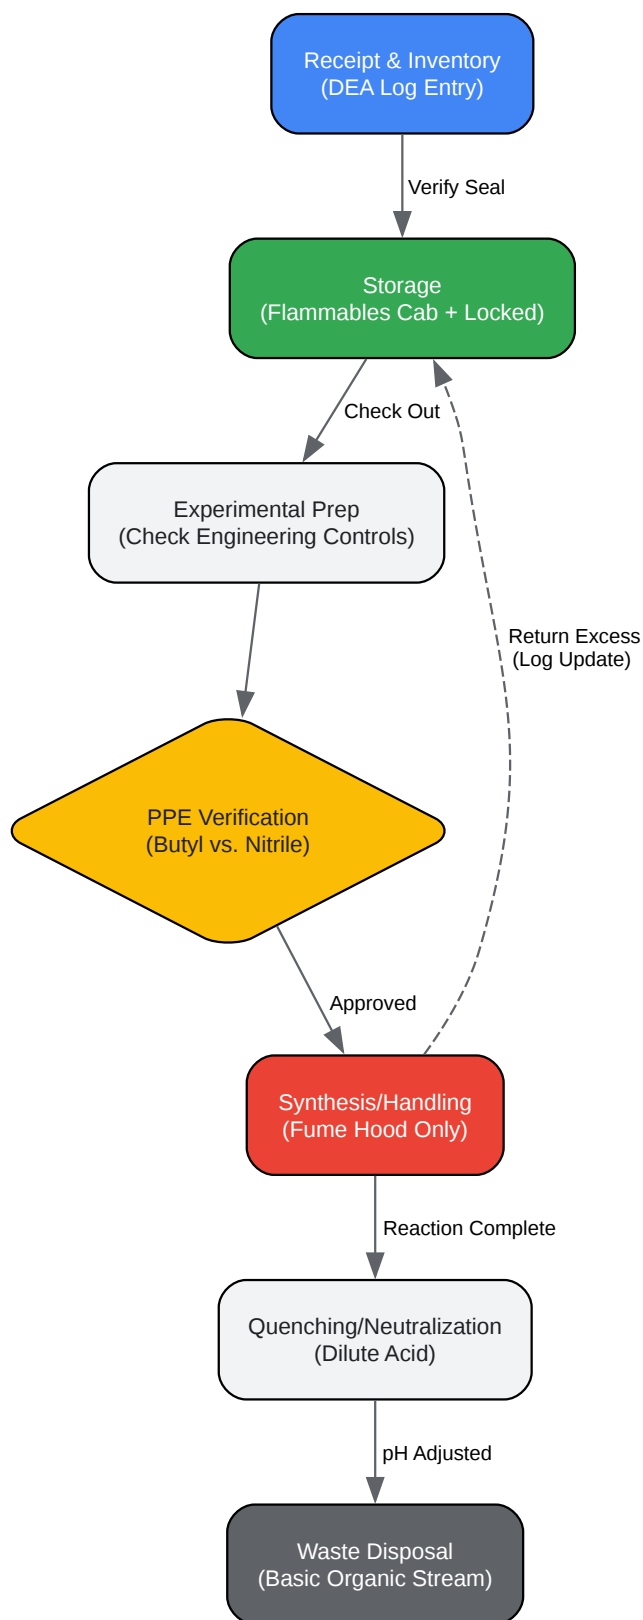 Receipt & Inventory
(DEA Log Entry)
Verify Seal
Storage
(Flammables Cab + Locked)
Check Out
Experimental Prep
(Check Engineering Controls)
Return Excess
(Log Update)
PPE Verification
(Butyl vs. Nitrile)
Approved
Synthesis/Handling
(Fume Hood Only)
Reaction Complete
Quenching/Neutralization
(Dilute Acid)
pH Adjusted
Waste Disposal
(Basic Organic Stream)